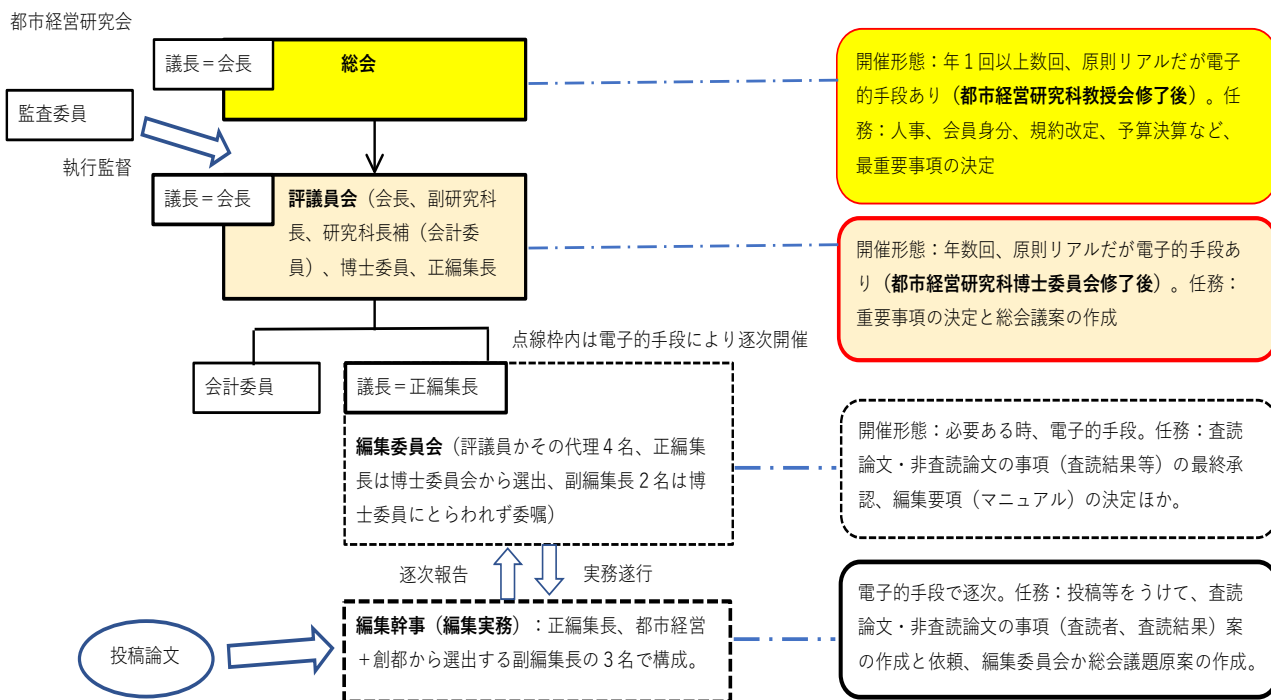 都市経営研究会
議長＝会長
総会
監査委員
執行監督
開催形態：年１回以上数回、原則リアルだが電子
的手段あり（都市経営研究科教授会修了後）。任
務：人事、会員身分、規約改定、予算決算など、
最重要事項の決定
議長＝会長
評議員会（会長、副研究科
長、研究科長補（会計委
員）、博士委員、正編集長
開催形態：年数回、原則リアルだが電子的手段あ
り（都市経営研究科博士委員会修了後）。任務：
重要事項の決定と総会議案の作成
点線枠内は電子的手段により逐次開催
会計委員
議長＝正編集長
編集委員会（評議員かその代理４名、正編集
長は博士委員会から選出、副編集長２名は博
士委員にとらわれず委嘱）
開催形態：必要ある時、電子的手段。任務：査読
論文・非査読論文の事項（査読結果等）の最終承
認、編集要項（マニュアル）の決定ほか。
逐次報告
実務遂行
投稿論文
編集幹事（編集実務）：正編集長、都市経営
＋創都から選出する副編集長の３名で構成。
電子的手段で逐次。任務：投稿等をうけて、査読
論文・非査読論文の事項（査読者、査読結果）案
の作成と依頼、編集委員会か総会議題原案の作成。